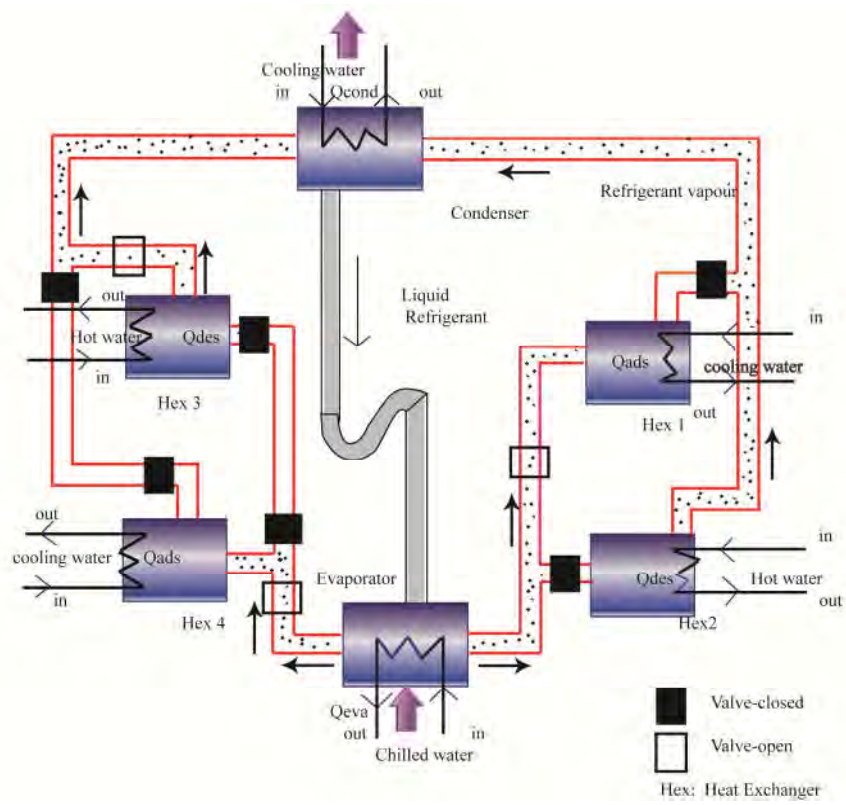 Cooling water
in
Qcond
out
Refrigerant vapour
Condenser
out
Hot water
Qdes
in
Hex 3
Liquid
Refrigerant
in
Qads
cooling water
Hex 1
out
out
cooling water
Qads
in
Hex 4
Evaporator
in
Qdes
Hot water
Hex2
out
Qeva
out
in
Chilled water
Valve-closed
Valve-open
Hex: Heat Exchanger